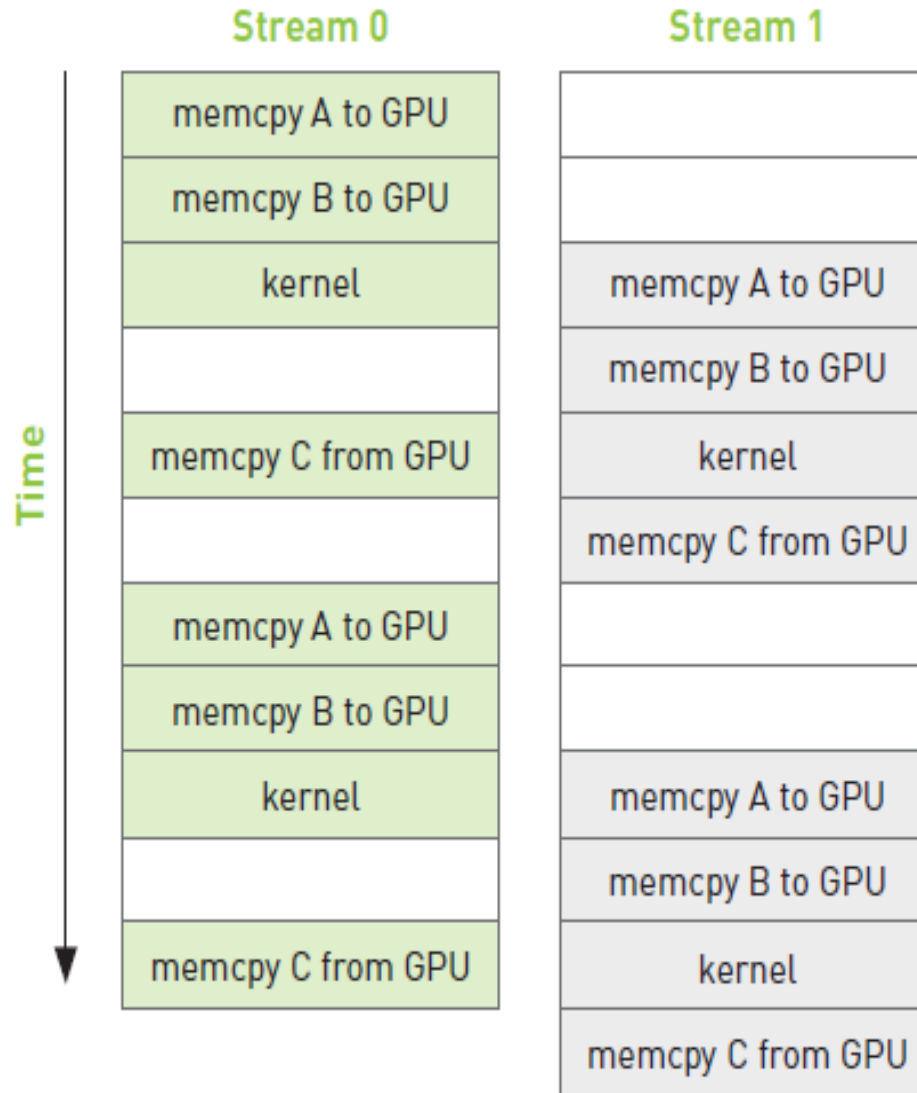 Stream 0
Stream 1
Time
memcpy A to GPU
memcpy B to GPU
kernel
memcpy A to GPU
memcpy B to GPU
memcpy C from GPU
kernel
memcpy C from GPU
memcpy A to GPU
memcpy B to GPU
kernel
memcpy A to GPU
memcpy B to GPU
memcpy C from GPU
kernel
memcpy C from GPU